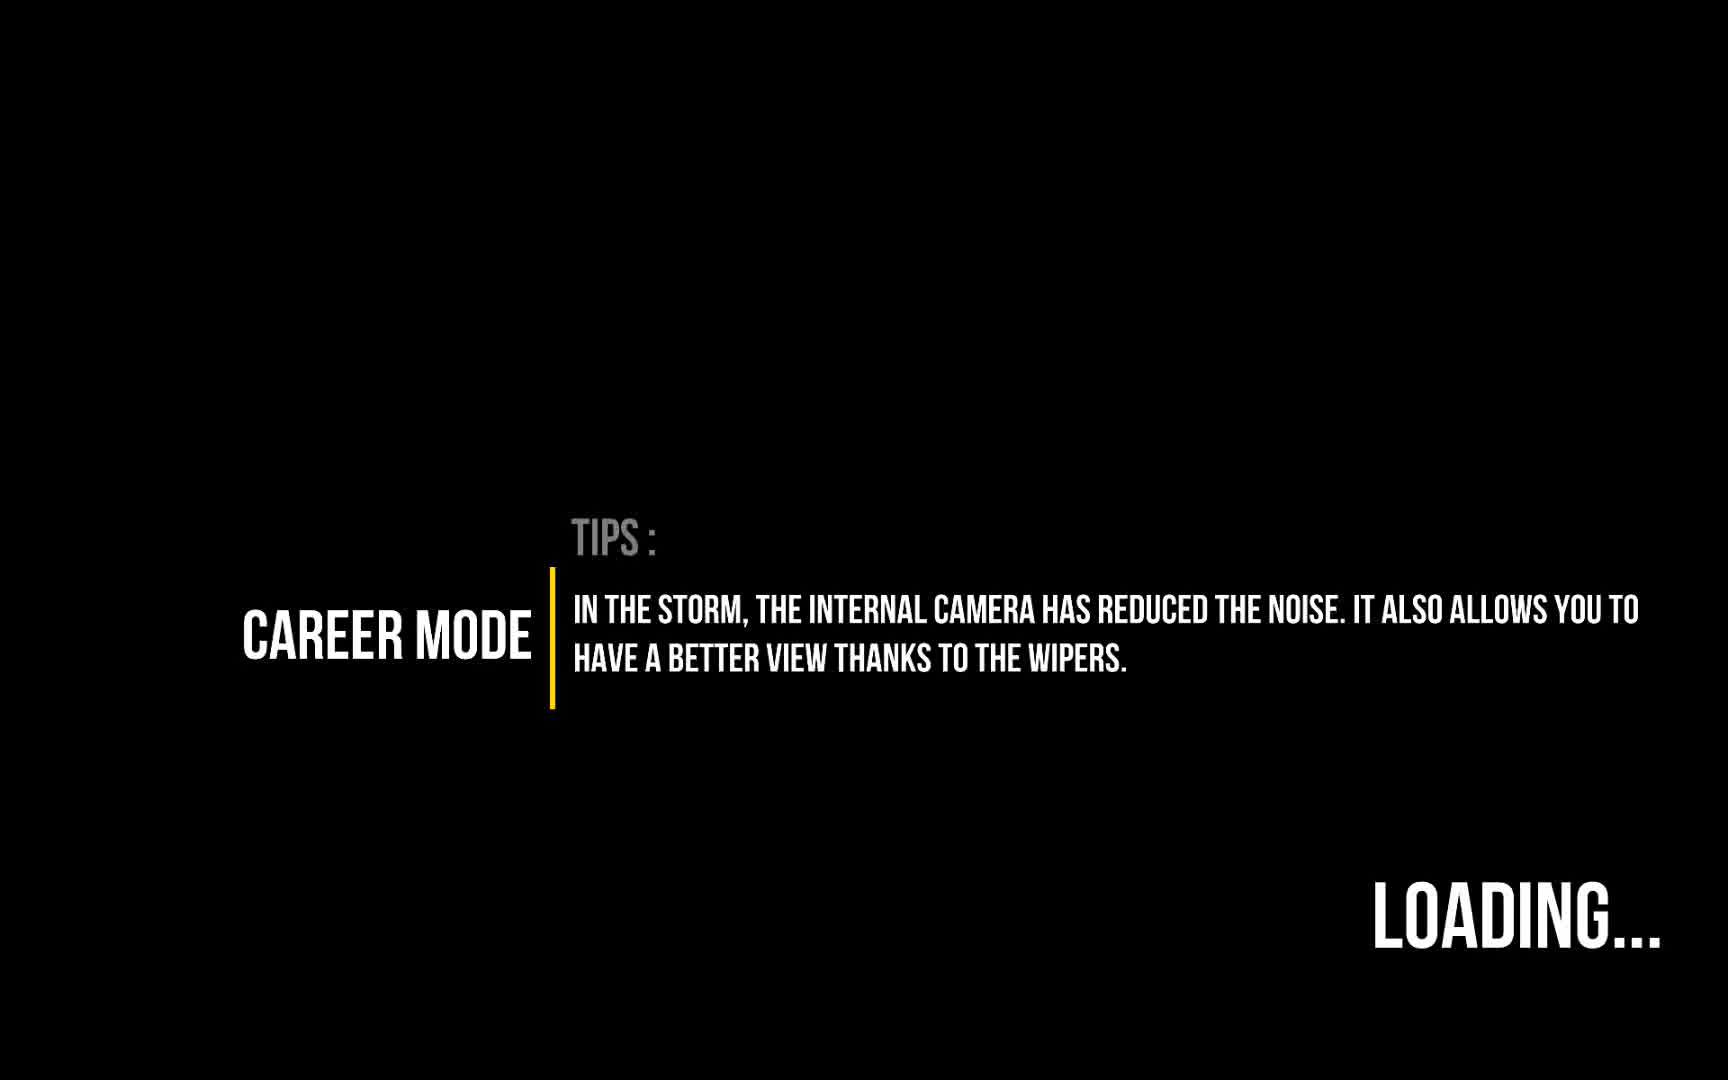 TIPS :
CAREER MODE
IN THE STORM, THE INTERNAL CAMERA HAS REDUCED THE NOISE. IT ALSO ALLOWS YOU TO
HAVE A BETTER VIEW THANKS TO THE WIPERS.
LOADING...